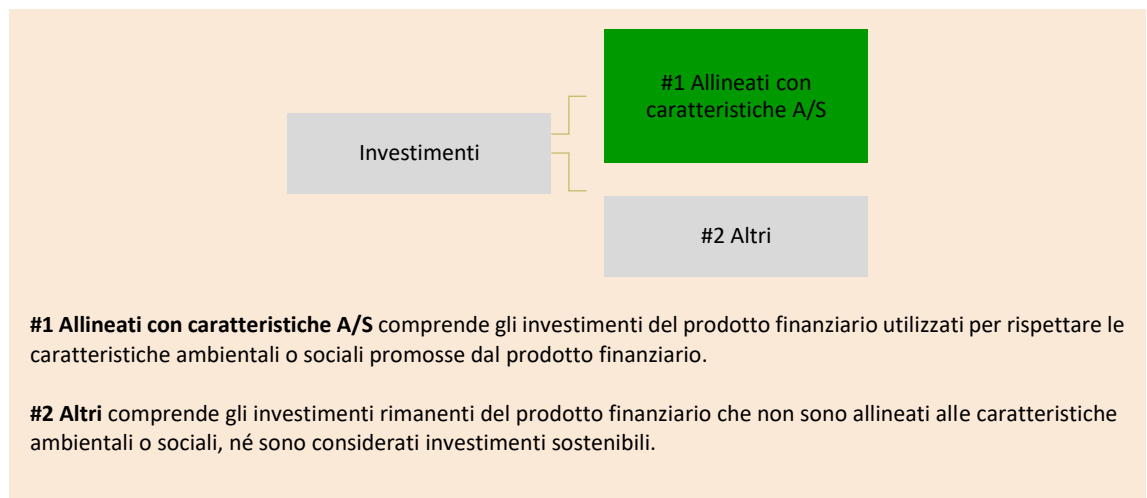 #1 Allineati con
caratteristiche A/S
Investimenti
#2 Altri
#1 Allineati con caratteristiche A/S comprende gli investimenti del prodotto finanziario utilizzati per rispettare le
caratteristiche ambientali o sociali promosse dal prodotto finanziario.
#2 Altri comprende gli investimenti rimanenti del prodotto finanziario che non sono allineati alle caratteristiche
ambientali o sociali, né sono considerati investimenti sostenibili.